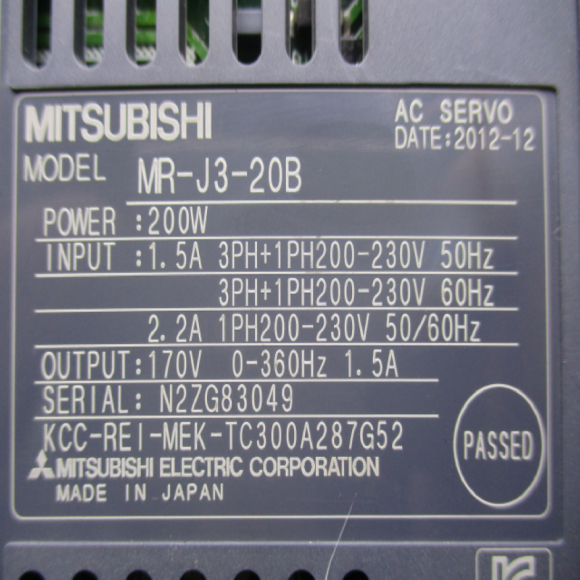 MITSUBISHI
AC SERVO
DATE:2012-12
MODEL MR-J3-20B
POWER :200W
INPUT :1.5A 3PH+1PH200-230V 50Hz
3PH+1PH200-230V 60Hz
2.2A 1PH200-230V 50/60Hz
OUTPUT:170V 0-360Hz 1.5A
SERIAL: N2ZG83049
KCC-REI-MEK-TC300A287G52
PASSED
MITSUBISHI ELECTRIC CORPORATION
MADE IN JAPAN